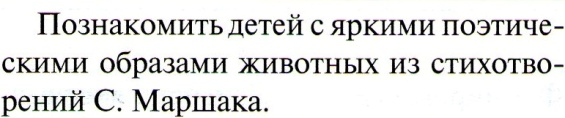 Познакомить детей с яркими поэтиче-
скими образами животных из стихотво-
рений С. Маршака.